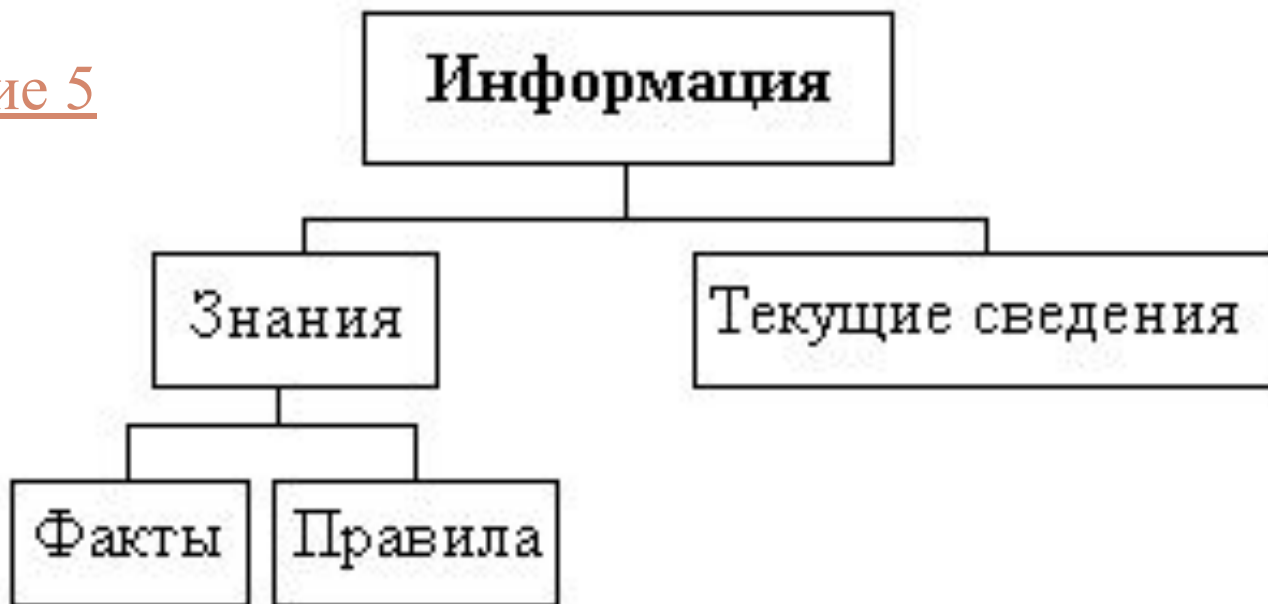 Информация
ие 5
Знания
Текущие сведения
Факты
Правила